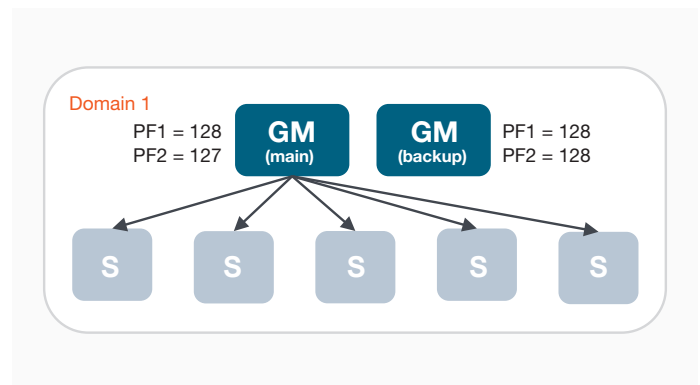 Domain 1
PF1 = 128
PF2 = 127
GM
(main)
GM
(backup)
PF1 = 128
PF2 = 128
S
S
S
S
S